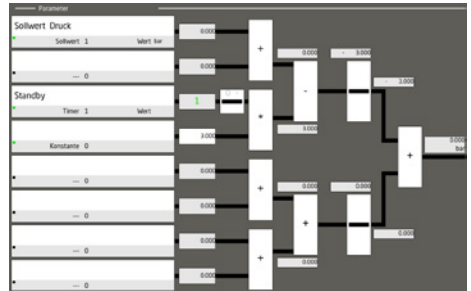 Parameter
Sollwert Druck
Sollwert 1 Wert bar 0.000
--- 0 0.000
Standby
Timer 1 Wert 1
Konstante 0 3.000
--- 0 0.000
--- 0 0.000
--- 0 0.000
--- 0 0.000
+
*
+
+
0.000
-
3.000
0.000
+
0.000
- 3.000
0.000
- 3.000
0.000
+
0.000
bar